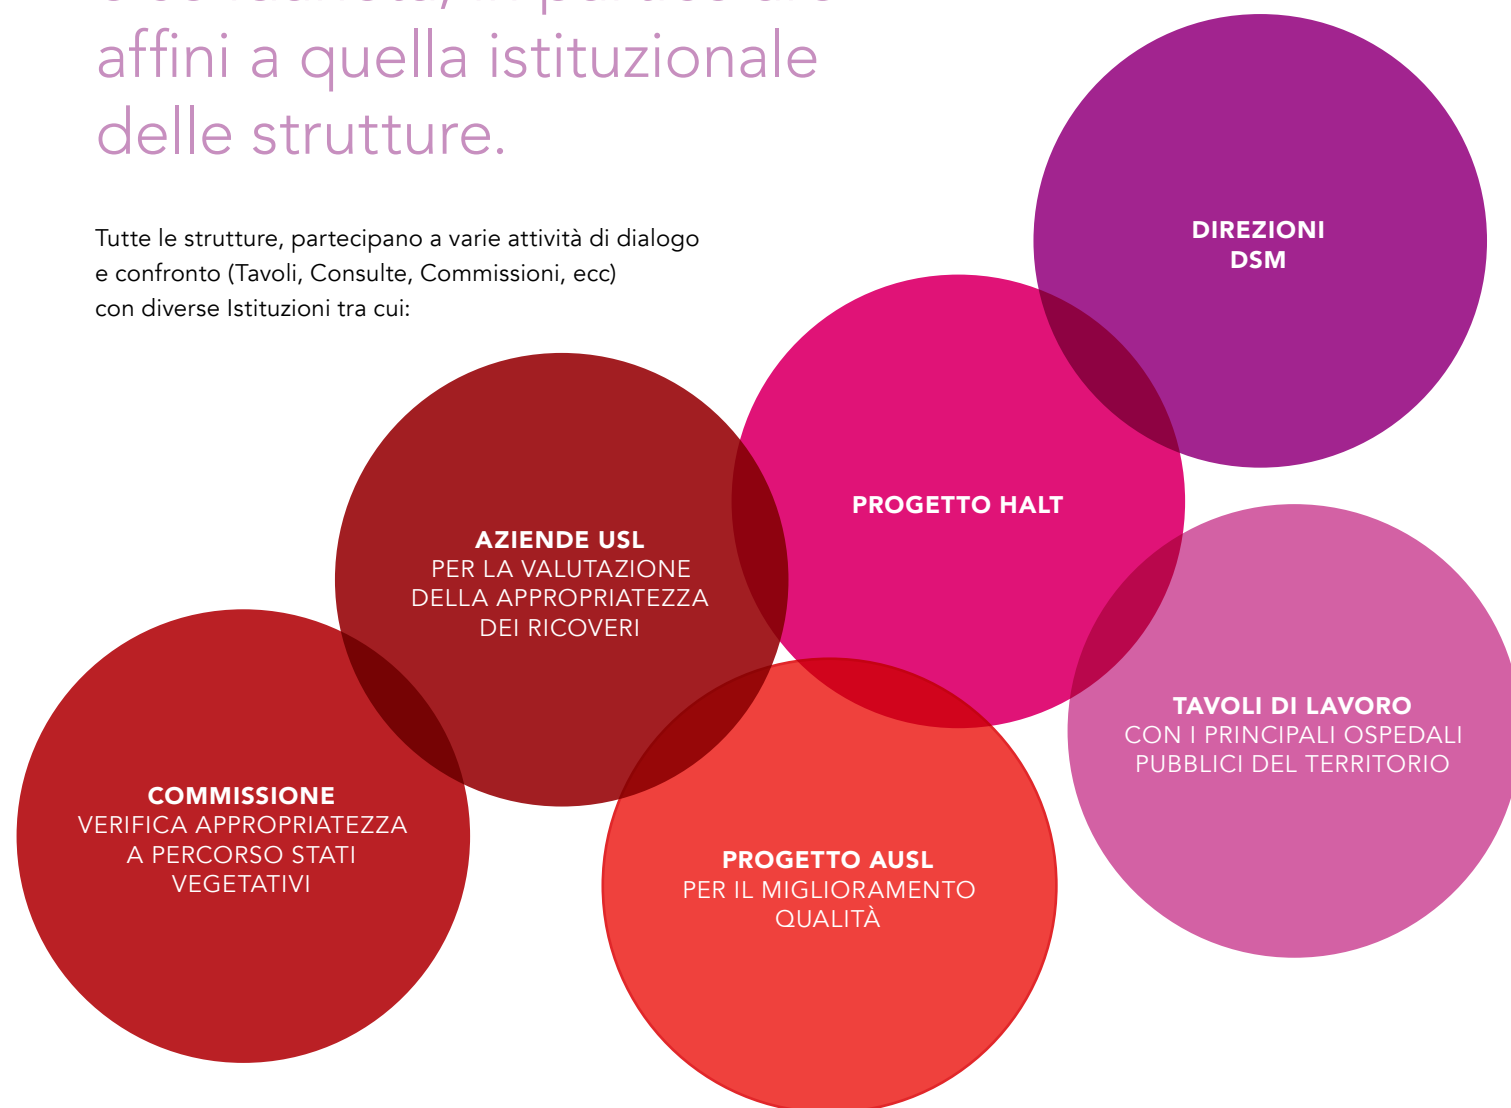 affini a quella istituzionale
delle strutture.
Tutte le strutture, partecipano a varie attività di dialogo
e confronto (Tavoli, Consulte, Commissioni, ecc)
con diverse Istituzioni tra cui:
DIREZIONI
DSM
PROGETTO HALT
AZIENDE USL
PER LA VALUTAZIONE
DELLA APPROPRIATEZZA
DEI RICOVERI
TAVOLI DI LAVORO
CON I PRINCIPALI OSPEDALI
PUBBLICI DEL TERRITORIO
COMMISSIONE
VERIFICA APPROPRIATEZZA
A PERCORSO STATI
VEGETATIVI
PROGETTO AUSL
PER IL MIGLIORAMENTO
QUALITÀ